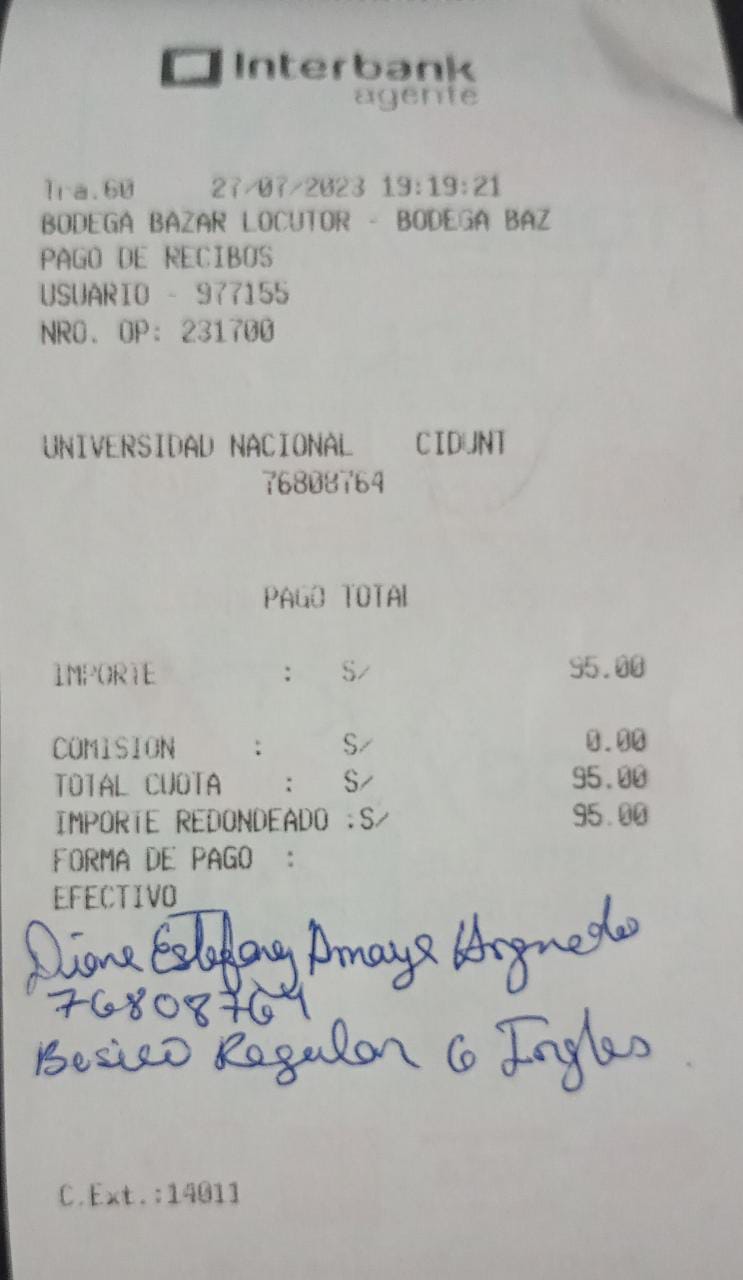 Interbank
agente
Tra.60 27/07/2023 19:19:21
BODEGA BAZAR LOCUTOR - BODEGA BAZ
PAGO DE RECIBOS
USUARIO - 977155
NRO. OP: 231700
UNIVERSIDAD NACIONAL CIDUNT
76808764
PAGO TOTAL
IMPORTE : S/ 95.00
COMISION : S/ 0.00
TOTAL CUOTA : S/ 95.00
IMPORTE REDONDEADO :S/ 95.00
FORMA DE PAGO :
EFECTIVO
Estefany Amaya
76808764
Basico Regular 6 Ingles
C.Ext.:14011